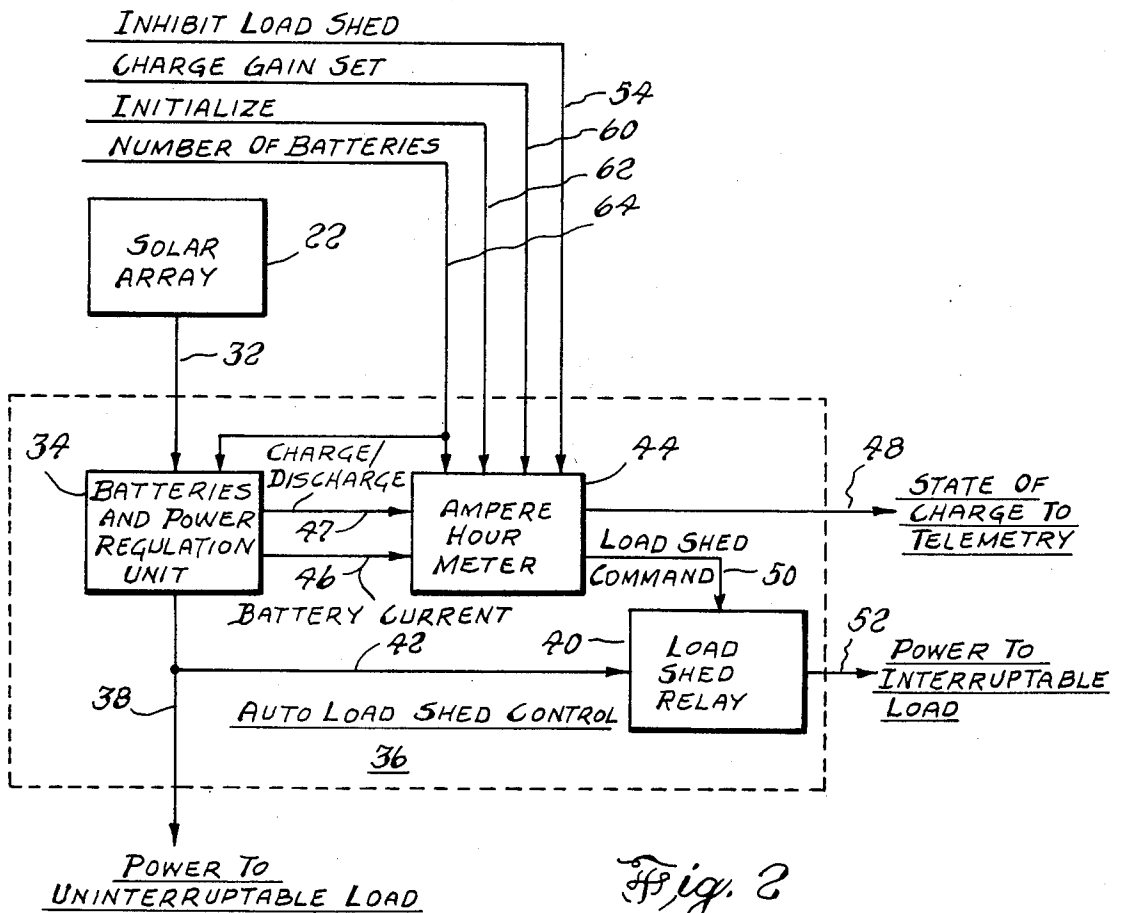 INHIBIT LOAD SHED
CHARGE GAIN SET
INITIALIZE
NUMBER OF BATTERIES
54
60
62
64
SOLAR
ARRAY
22
32
34
BATTERIES
AND POWER
REGULATION
UNIT
CHARGE/
DISCHARGE
47
46
BATTERY CURRENT
AMPERE
HOUR
METER
44
48
STATE OF
CHARGE TO
TELEMETRY
LOAD SHED
COMMAND
50
40
LOAD
SHED
RELAY
52
POWER TO
INTERRUPTABLE
LOAD
42
38
AUTO LOAD SHED CONTROL
36
POWER TO
UNINTERRUPTABLE LOAD
Fig. 2